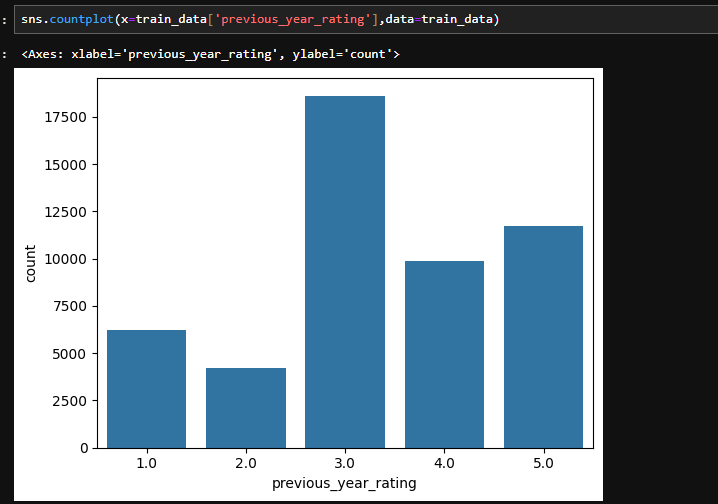 : sns.countplot(x=train_data['previous_year_rating'],data=train_data)
: <Axes: xlabel='previous_year_rating', ylabel='count'>
17500
15000
12500
10000
7500
5000
2500
0
count
1.0 2.0 3.0 4.0 5.0
previous_year_rating